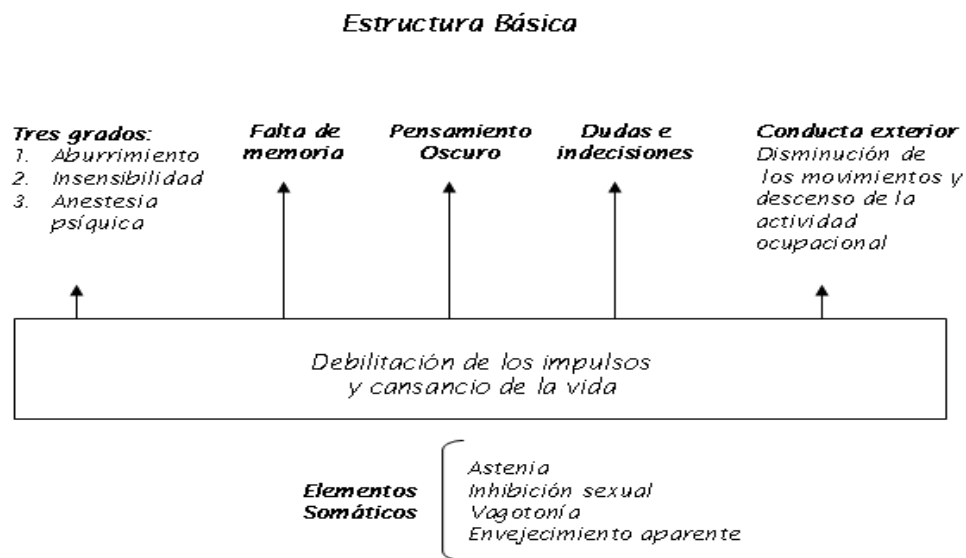 Estructura Básica
Tres grados:
1. Aburrimiento
2. Insensibilidad
3. Anestesia
psíquica
Falta de
memoria
Pensamiento
Oscuro
Dudas e
indecisiones
Conducta exterior
Disminución de
los movimientos y
descenso de la
actividad
ocupacional
Debilitación de los impulsos
y cansancio de la vida
Elementos
Somáticos
Astenia
Inhibición sexual
Vagotonía
Envejecimiento aparente